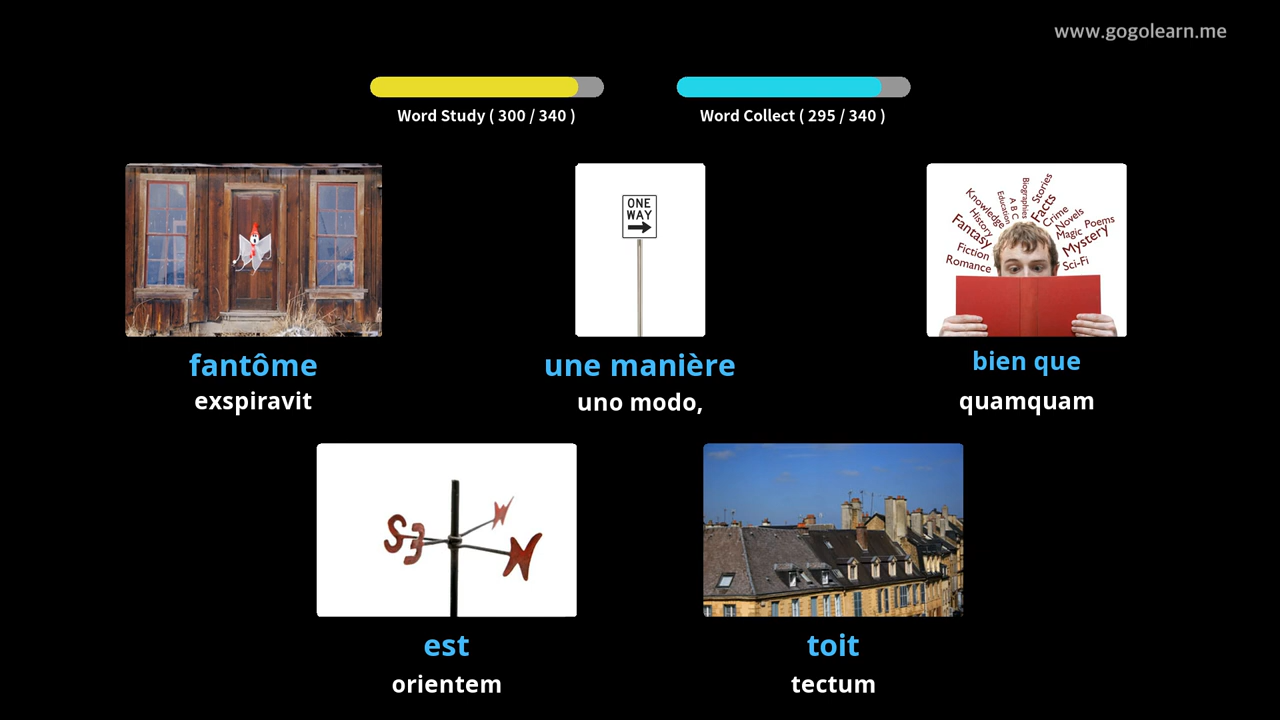 www.gogolearn.me
Word Study ( 300 / 340 )
Word Collect ( 295 / 340 )
ONE
WAY
Stories
Biographies
Facts
A B C
Education
Knowledge
Crime
Novels
History
Poems
Magic
Fantasy
Mystery
Fiction
Sci-Fi
Romance
fantôme
exspiravit
une manière
uno modo,
bien que
quamquam
S
E
N
W
est
orientem
toit
tectum